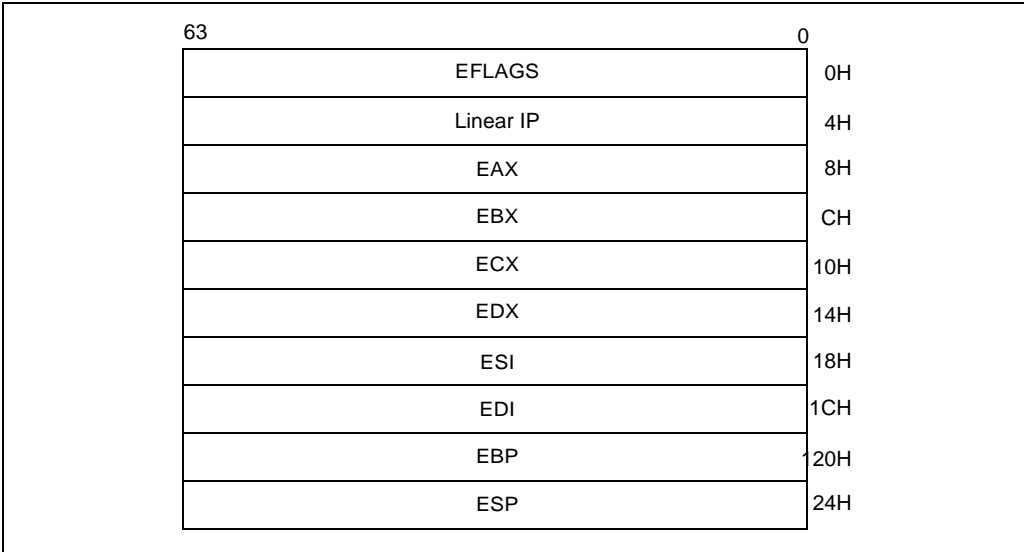 63 0
EFLAGS 0H
Linear IP 4H
EAX 8H
EBX CH
ECX 10H
EDX 14H
ESI 18H
EDI 1CH
EBP 120H
ESP 24H